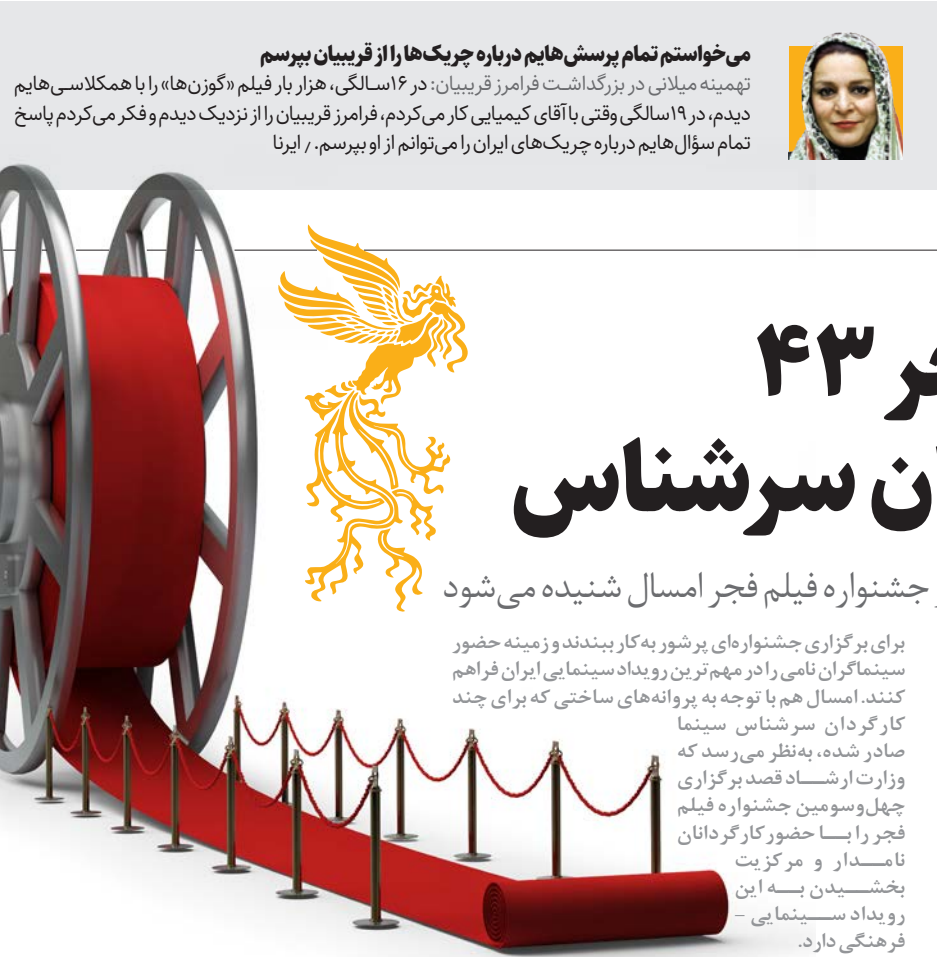 می‌خواستم تمام پرسش‌هایم درباره چریک‌ها را از قریبیان بپرسم
تهمینه میلانی در بزرگداشت فرامرز قریبیان: در ۱۶سالگی، هزار بار فیلم «گوزن‌ها» را با همکلاسی‌هایم
دیدم، در ۱۹سالگی وقتی با آقای کیمیایی کار می‌کردم، فرامرز قریبیان را از نزدیک دیدم و فکر می‌کردم پاسخ
تمام سؤال‌هایم درباره چریک‌های ایران را می‌توانم از او بپرسم. / ایرنا
۴۳
سرشناس
جشنواره فیلم فجر امسال شنیده می‌شود
برای برگزاری جشنواره‌ای پرشور به‌کار ببندند و زمینه حضور
سینماگران نامی را در مهم‌ترین رویداد سینمایی ایران فراهم
کنند. امسال هم با توجه به پروانه‌های ساختی که برای چند
کارگردان سرشناس سینما
صادر شده، به‌نظر می‌رسد که
وزارت ارشاد قصد برگزاری
چهل‌وسومین جشنواره فیلم
فجر را با حضور کارگردانان
نامدار و مرکزیت
بخشیدن به این
رویداد سینمایی –
فرهنگی دارد.